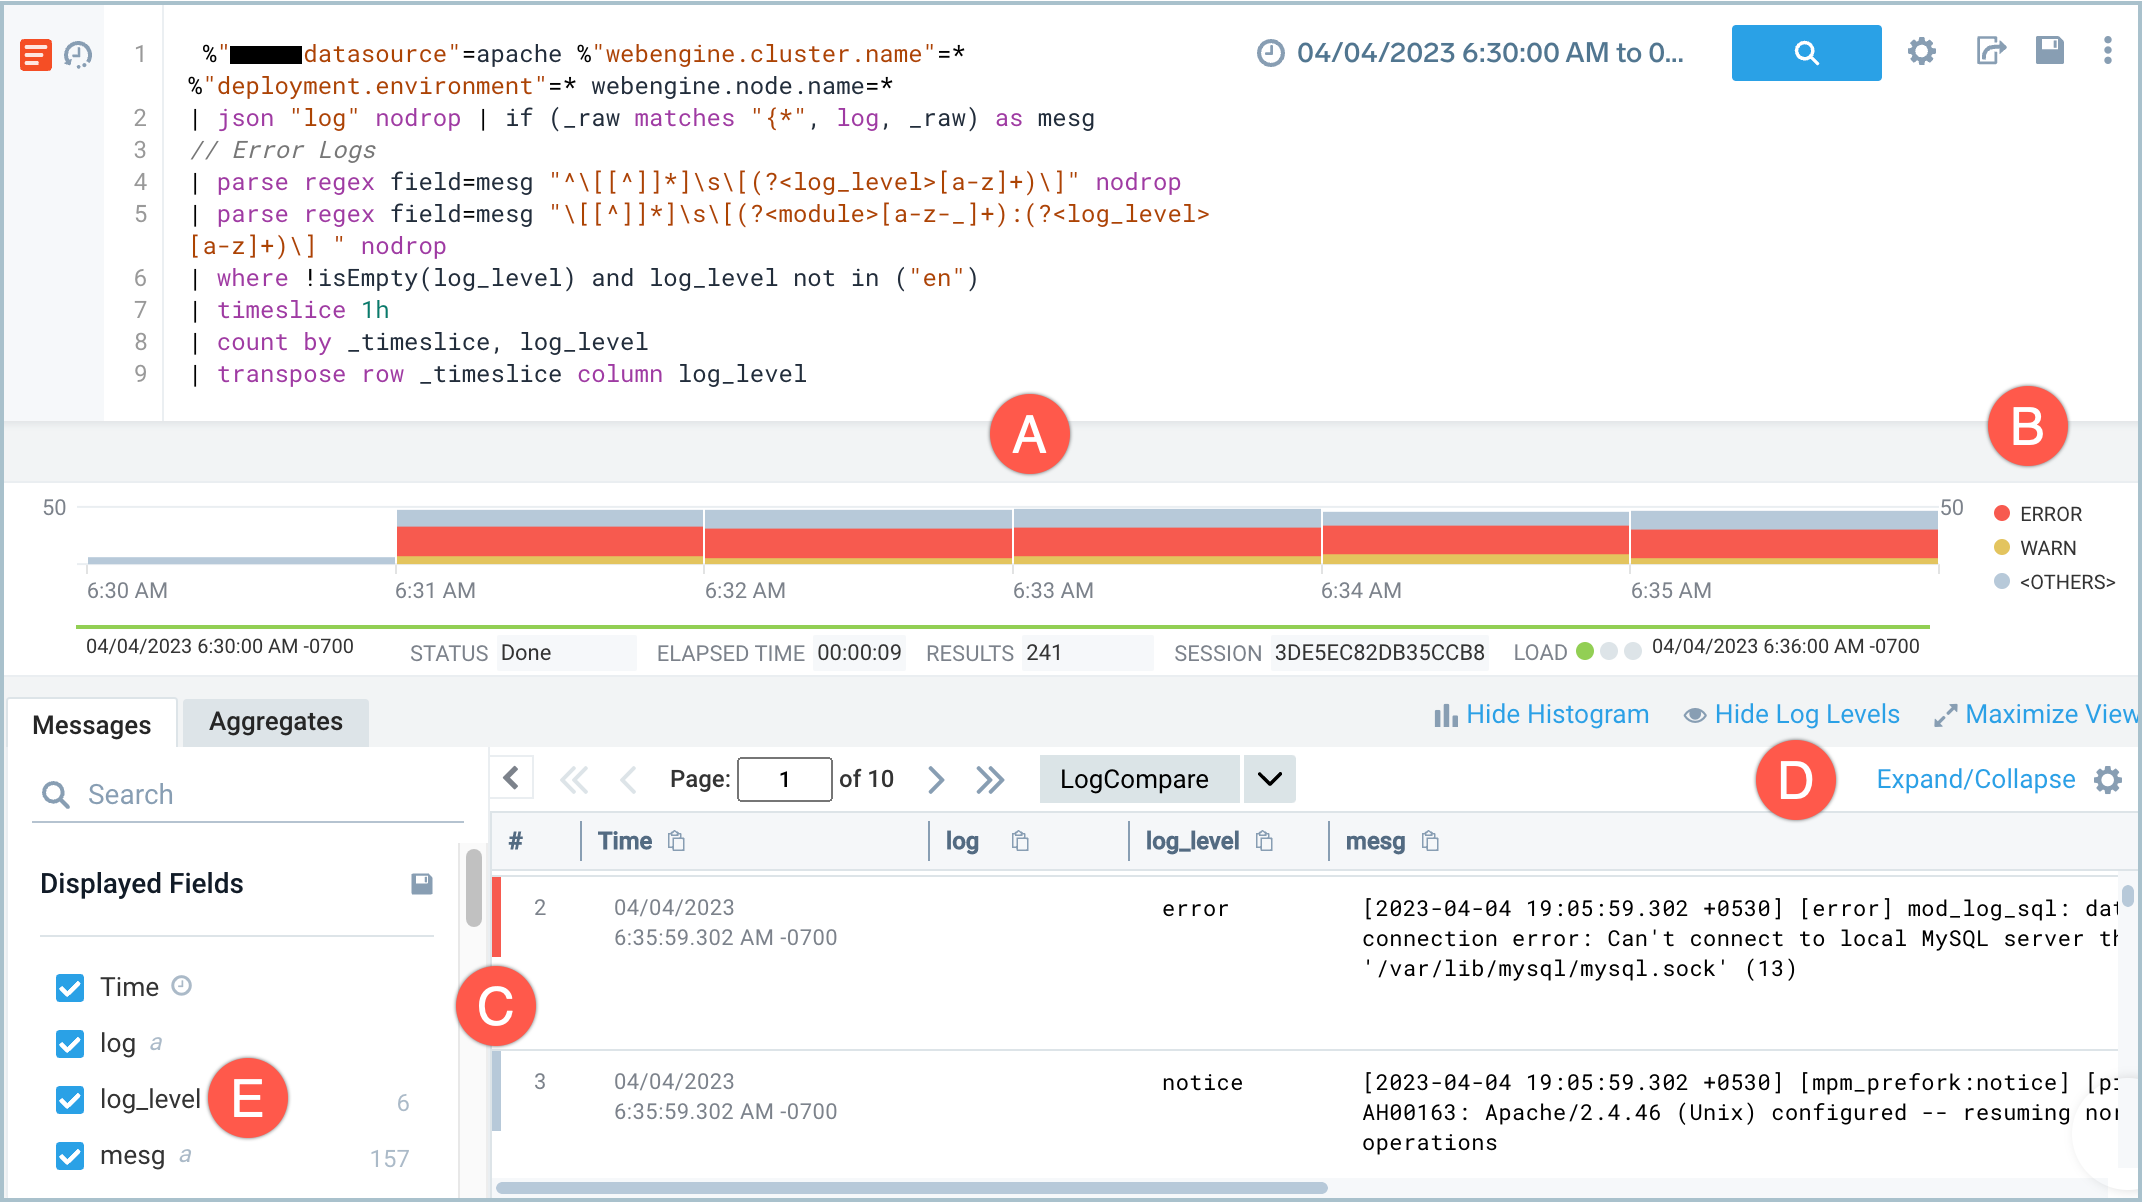 1 %"datasource"=apache %"webengine.cluster.name"=*
%"deployment.environment"=* webengine.node.name=*
2 | json "log" nodrop | if (_raw matches "{*", log, _raw) as mesg
3 // Error Logs
4 | parse regex field=mesg "^\[[^]]*]\s\[(?<log_level>[a-z]+)\]" nodrop
5 | parse regex field=mesg "\[[^]]*]\s\[(?<module>[a-z-_]+):(?<log_level>
[a-z]+)\] " nodrop
6 | where !isEmpty(log_level) and log_level not in ("en")
7 | timeslice 1h
8 | count by _timeslice, log_level
9 | transpose row _timeslice column log_level
04/04/2023 6:30:00 AM to 0...
A
B
50
50
ERROR
WARN
<OTHERS>
6:30 AM 6:31 AM 6:32 AM 6:33 AM 6:34 AM 6:35 AM
04/04/2023 6:30:00 AM -0700 STATUS Done ELAPSED TIME 00:00:09 RESULTS 241 SESSION 3DE5EC82DB35CCB8 LOAD 04/04/2023 6:36:00 AM -0700
Messages Aggregates
Hide Histogram Hide Log Levels Maximize View
D
Search
Page: 1 of 10 LogCompare Expand/Collapse
# Time log log_level mesg
Displayed Fields
Time
log a
log_level E 6
mesg a 157
C
2 04/04/2023
6:35:59.302 AM -0700
error
[2023-04-04 19:05:59.302 +0530] [error] mod_log_sql: dat
connection error: Can't connect to local MySQL server th
'/var/lib/mysql/mysql.sock' (13)
3 04/04/2023
6:35:59.302 AM -0700
notice
[2023-04-04 19:05:59.302 +0530] [mpm_prefork:notice] [pi
AH00163: Apache/2.4.46 (Unix) configured -- resuming nor
operations